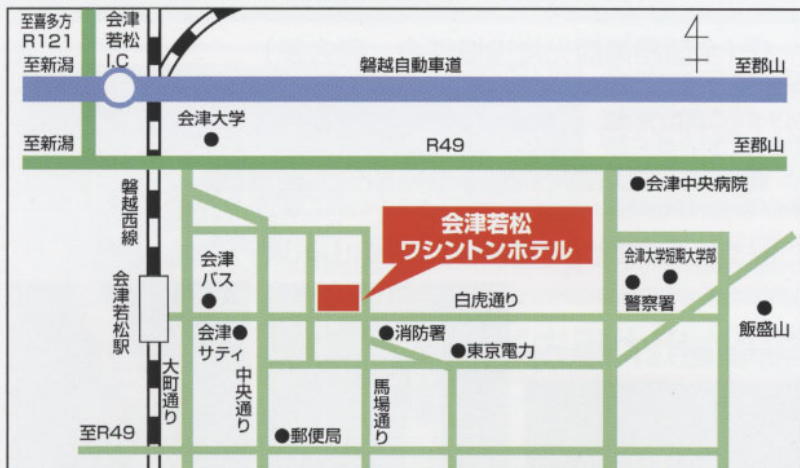 至喜多方
R121
会津
若松
I.C
至新潟
磐越自動車道
至郡山
会津大学
至新潟
R49
至郡山
会津中央病院
磐越西線
会津若松
ワシントンホテル
会津大学短期大学部
会津
バス
警察署
白虎通り
飯盛山
会津若松駅
会津
サティ
消防署
東京電力
大町通り
中央通り
馬場通り
至R49
郵便局